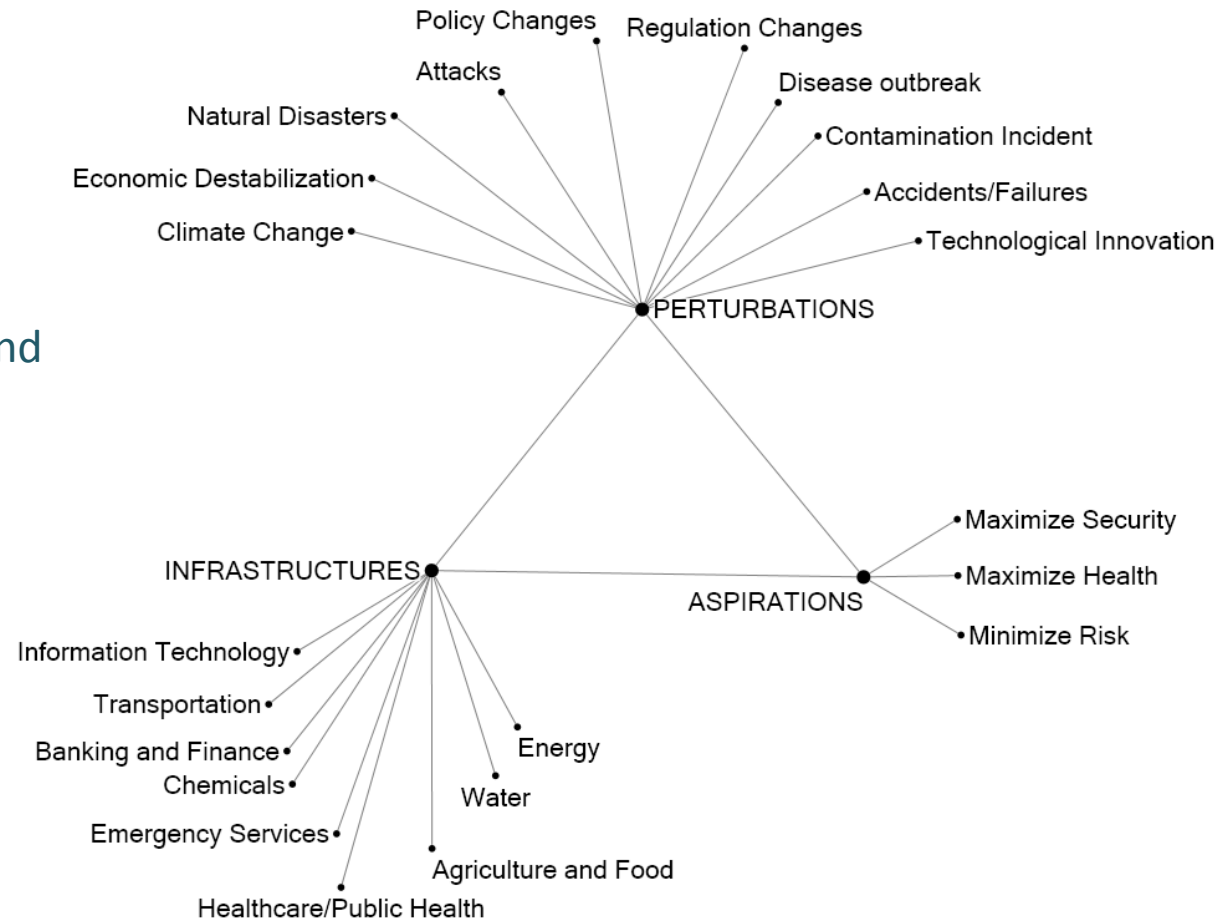 Policy Changes
Regulation Changes
Attacks
Disease outbreak
Natural Disasters
Contamination Incident
Economic Destabilization
Accidents/Failures
Climate Change
Technological Innovation
PERTURBATIONS
nd
Maximize Security
INFRASTRUCTURES
Maximize Health
ASPIRATIONS
Minimize Risk
Information Technology
Transportation
Banking and Finance
Energy
Chemicals
Water
Emergency Services
Agriculture and Food
Healthcare/Public Health